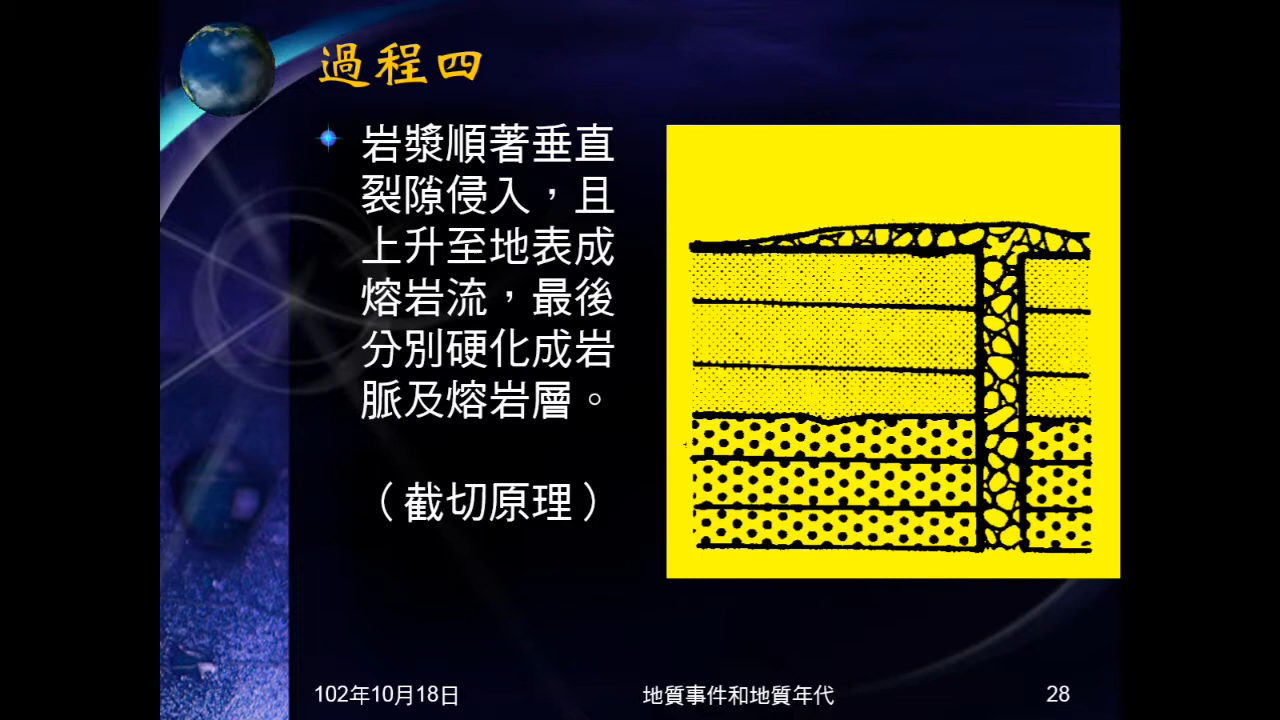 過程四
岩漿順著垂直
裂隙侵入，且
上升至地表成
熔岩流，最後
分別硬化成岩
脈及熔岩層。
（截切原理）
102年10月18日
地質事件和地質年代
28